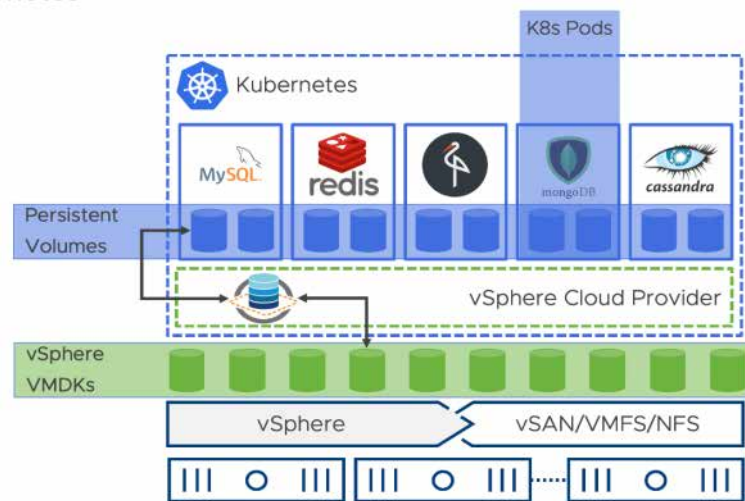 K8s Pods
Kubernetes
MySQL
redis
mongoDB
cassandra
Persistent
Volumes
vSphere Cloud Provider
vSphere
VMDKs
vSphere
vSAN/VMFS/NFS